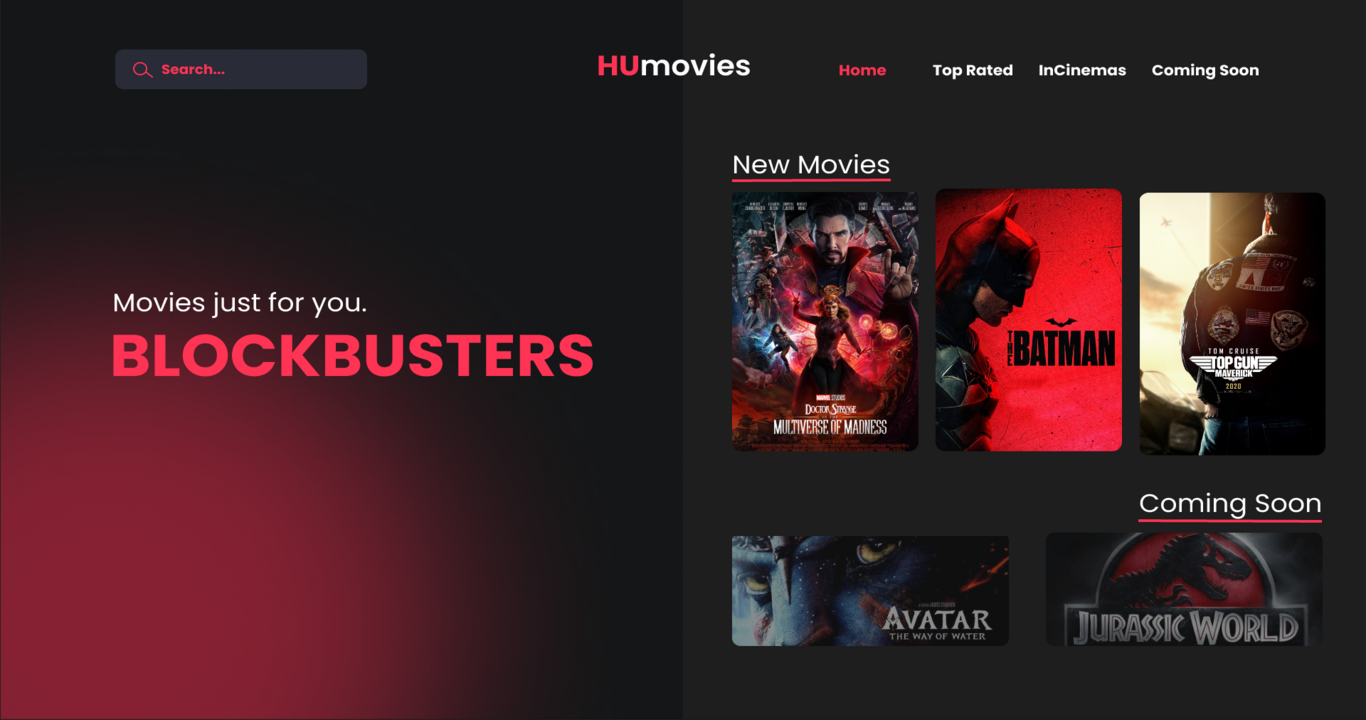 Search...
HUmovies
Home
Top Rated
InCinemas
Coming Soon
Movies just for you.
BLOCKBUSTERS
New Movies
MARVEL STUDIOS
DOCTOR STRANGE
MULTIVERSE OF MADNESS
THE BATMAN
TOM CRUISE
TOP GUN
MAVERICK
2020
Coming Soon
AVATAR
THE WAY OF WATER
JURASSIC WORLD